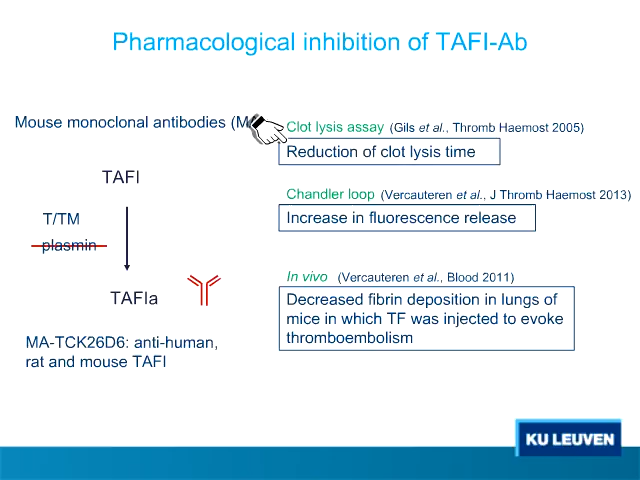 Pharmacological inhibition of TAFI-Ab
Mouse monoclonal antibodies (M
TAFI
T/TM
plasmin
TAFIa
MA-TCK26D6: anti-human,
rat and mouse TAFI
Clot lysis assay (Gils et al., Thromb Haemost 2005)
Reduction of clot lysis time
Chandler loop (Vercauteren et al., J Thromb Haemost 2013)
Increase in fluorescence release
In vivo (Vercauteren et al., Blood 2011)
Decreased fibrin deposition in lungs of
mice in which TF was injected to evoke
thromboembolism
KU LEUVEN